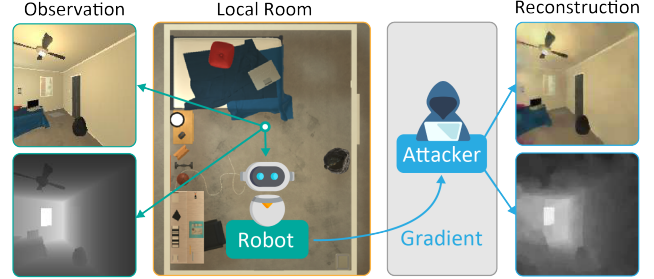 Observation
Local Room
Reconstruction
Attacker
Robot
Gradient